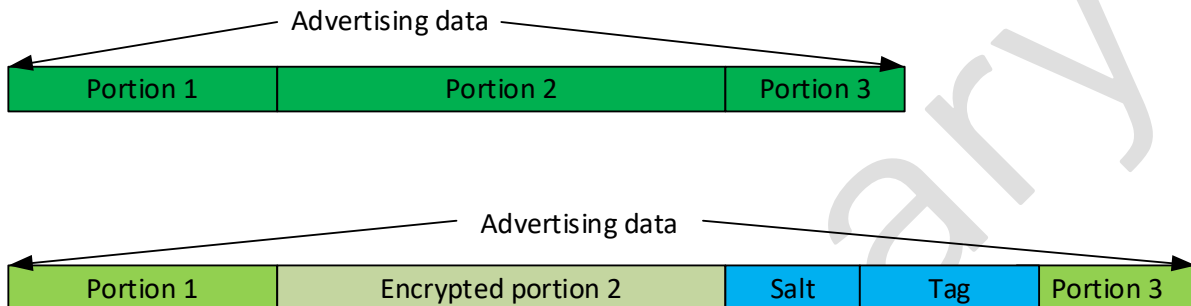 Advertising data
Portion 1 Portion 2 Portion 3
Advertising data
Portion 1 Encrypted portion 2 Salt Tag Portion 3
ary